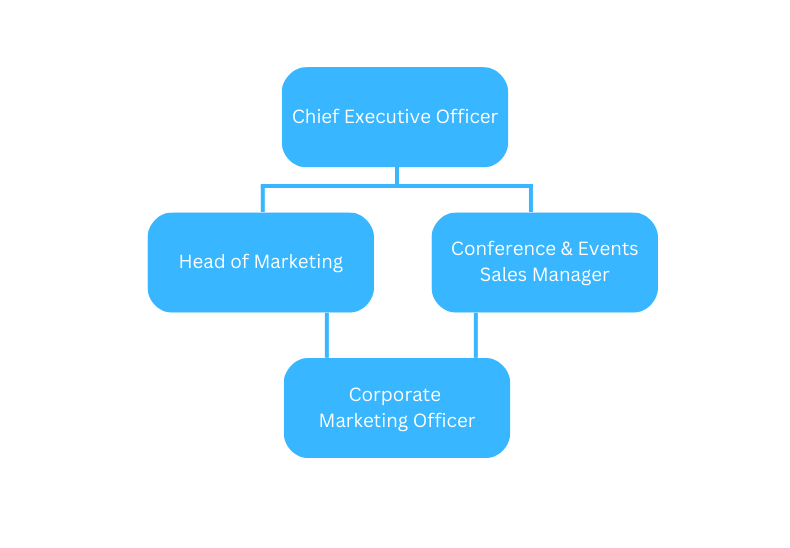 Chief Executive Officer
Head of Marketing
Conference & Events
Sales Manager
Corporate
Marketing Officer